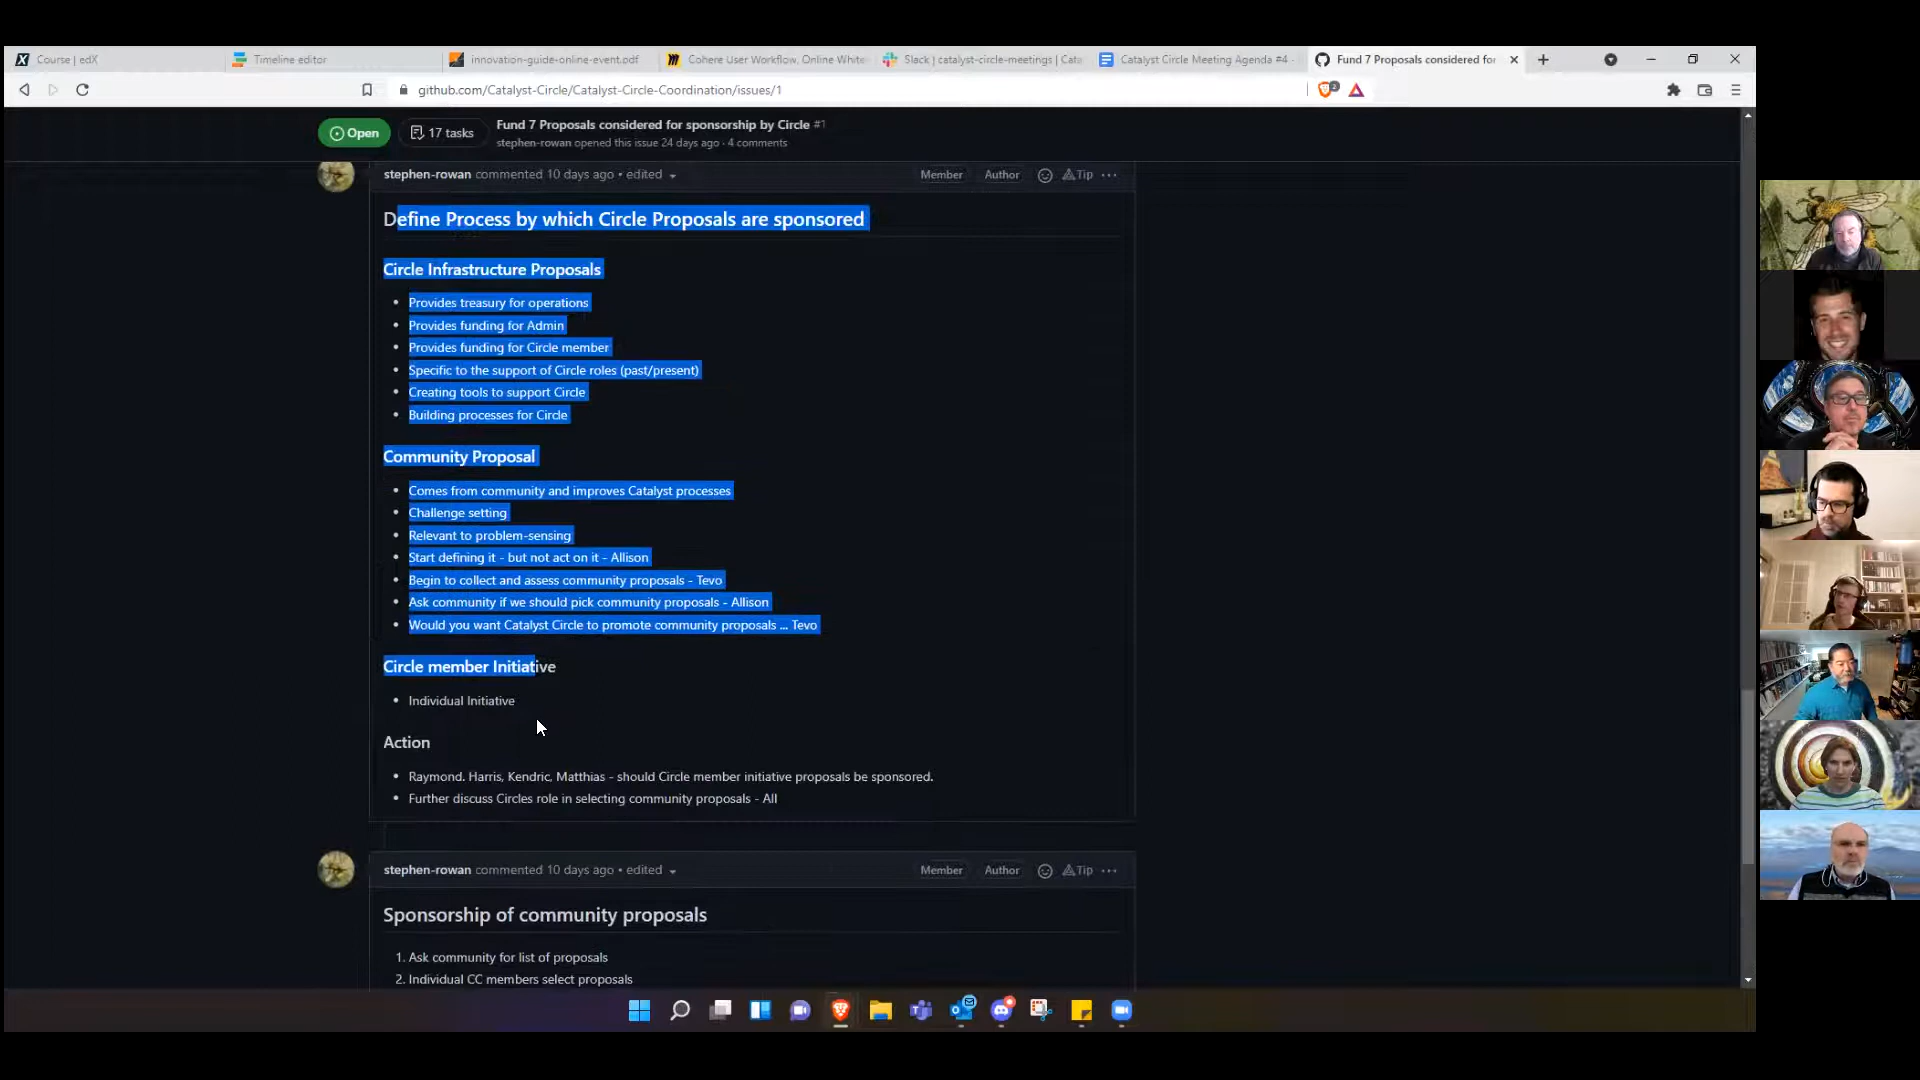 Course | edX
Timeline editor
innovation-guide-online-event.pdf
Cohere User Workflow, Online White
Slack | catalyst-circle-meetings | Cata
Catalyst Circle Meeting Agenda #4 -
Fund 7 Proposals considered for
github.com/Catalyst-Circle/Catalyst-Circle-Coordination/issues/1
2
Open
17 tasks
Fund 7 Proposals considered for sponsorship by Circle #1
stephen-rowan opened this issue 24 days ago · 4 comments
stephen-rowan commented 10 days ago • edited
Member
Author
Tip
Define Process by which Circle Proposals are sponsored
Circle Infrastructure Proposals
• Provides treasury for operations
• Provides funding for Admin
• Provides funding for Circle member
• Specific to the support of Circle roles (past/present)
• Creating tools to support Circle
• Building processes for Circle
Community Proposal
• Comes from community and improves Catalyst processes
• Challenge setting
• Relevant to problem-sensing
• Start defining it - but not act on it - Allison
• Begin to collect and assess community proposals - Tevo
• Ask community if we should pick community proposals - Allison
• Would you want Catalyst Circle to promote community proposals ... Tevo
Circle member Initiative
• Individual Initiative
Action
• Raymond. Harris, Kendric, Matthias - should Circle member initiative proposals be sponsored.
• Further discuss Circles role in selecting community proposals - All
stephen-rowan commented 10 days ago • edited
Member
Author
Tip
Sponsorship of community proposals
1. Ask community for list of proposals
2. Individual CC members select proposals